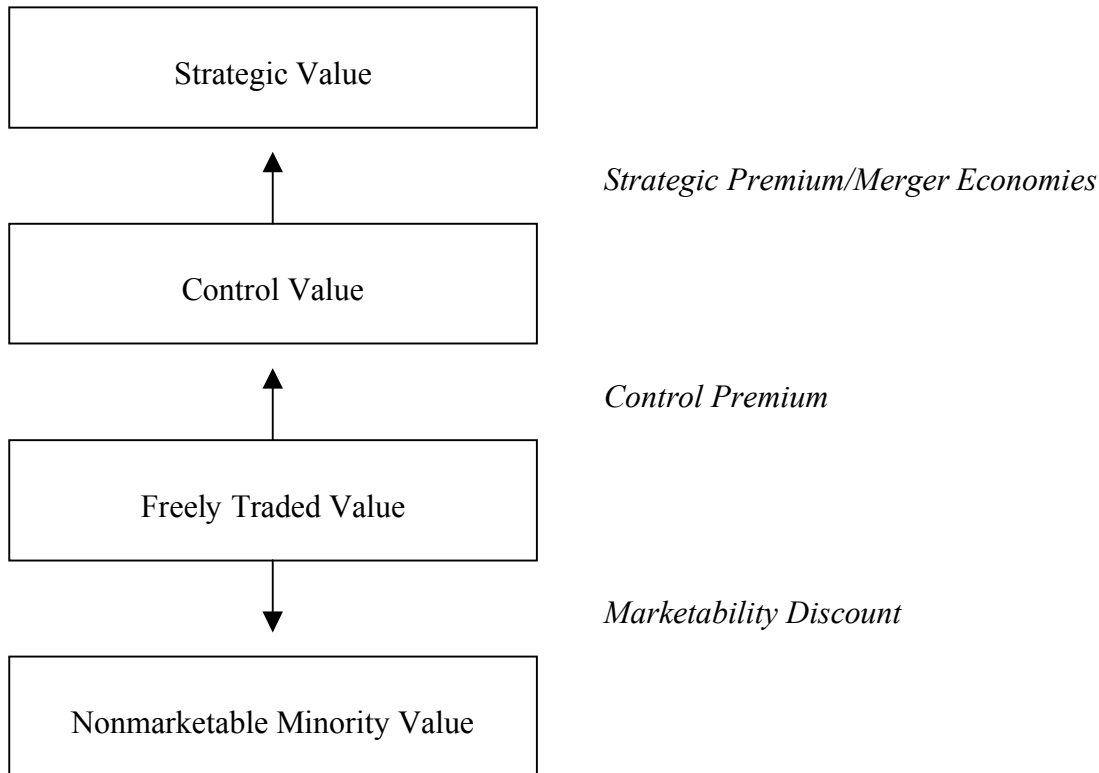 Strategic Value
Strategic Premium/Merger Economies
Control Value
Control Premium
Freely Traded Value
Marketability Discount
Nonmarketable Minority Value